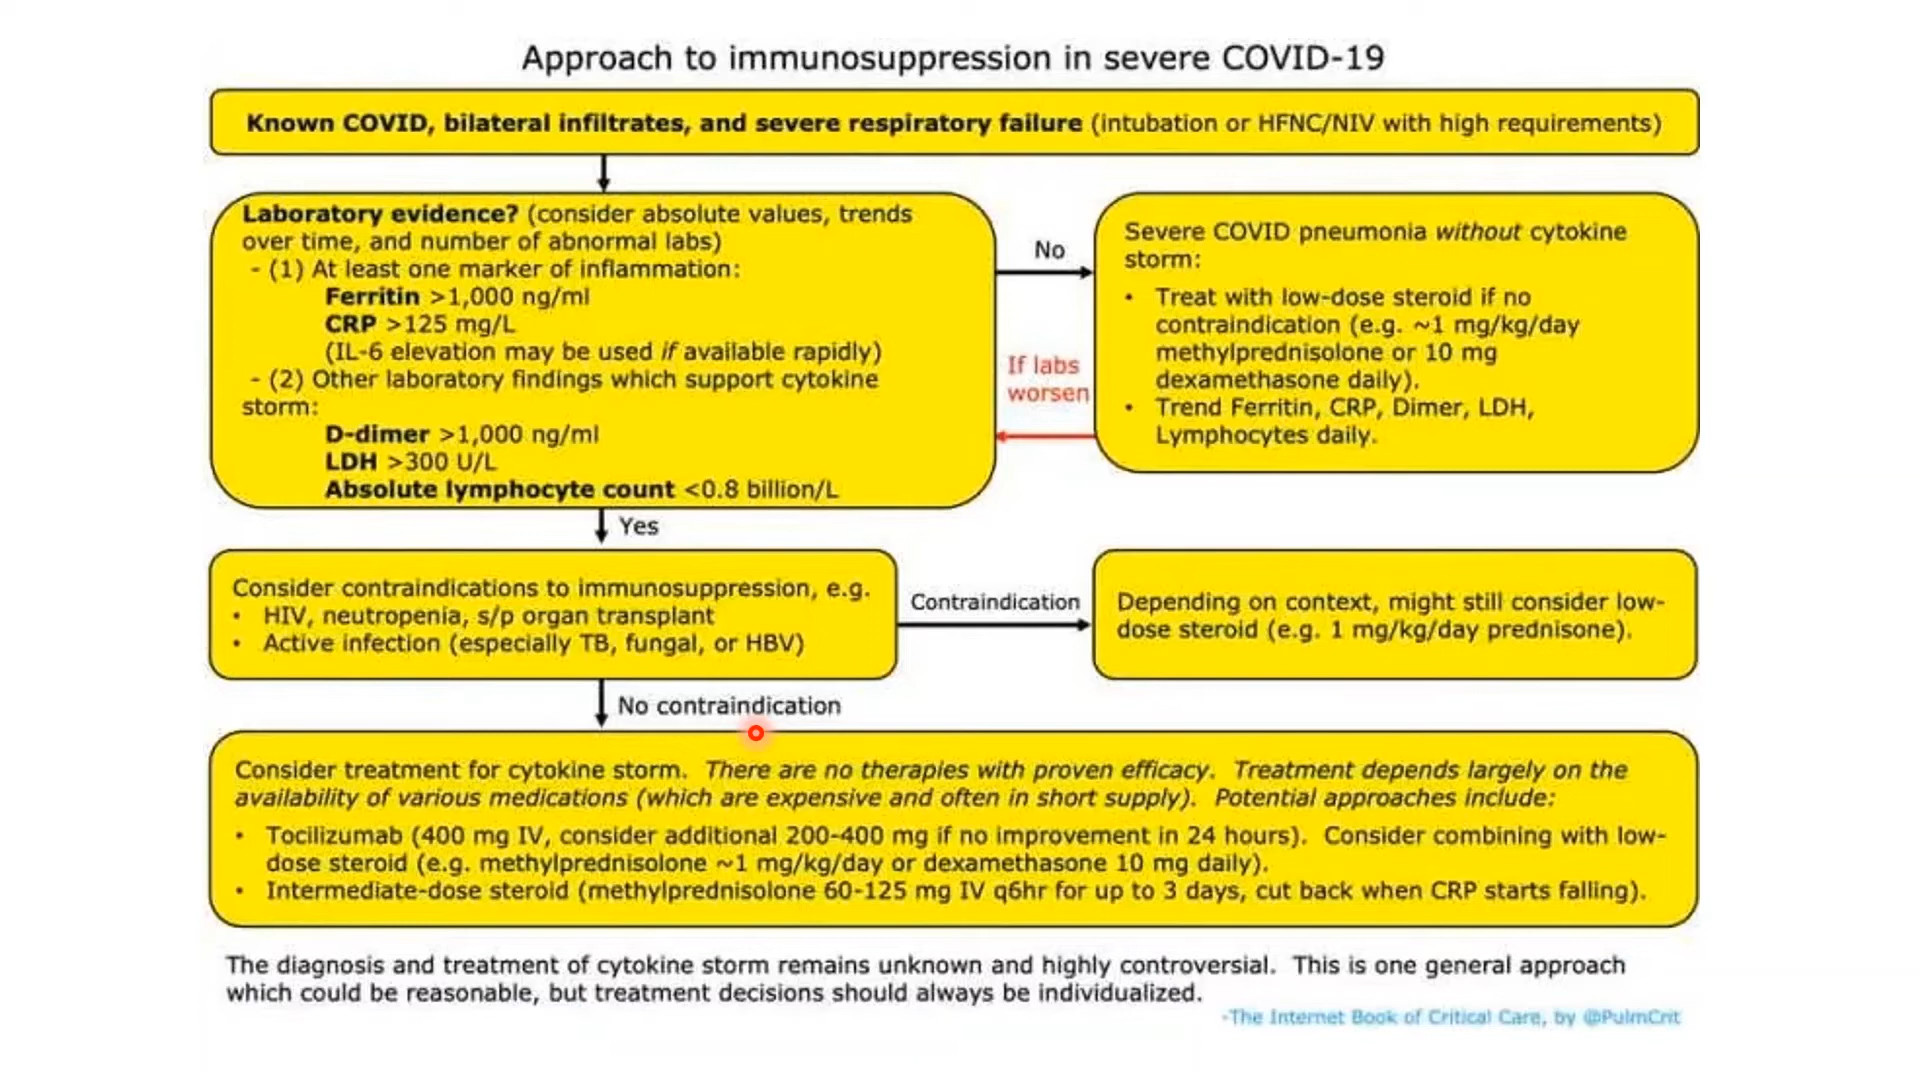 Approach to immunosuppression in severe COVID-19
Known COVID, bilateral infiltrates, and severe respiratory failure (intubation or HFNC/NIV with high requirements)
Laboratory evidence? (consider absolute values, trends
over time, and number of abnormal labs)
- (1) At least one marker of inflammation:
Ferritin >1,000 ng/ml
CRP >125 mg/L
(IL-6 elevation may be used if available rapidly)
- (2) Other laboratory findings which support cytokine
storm:
D-dimer >1,000 ng/ml
LDH >300 U/L
Absolute lymphocyte count <0.8 billion/L
No
If labs
worsen
Severe COVID pneumonia without cytokine
storm:
• Treat with low-dose steroid if no
contraindication (e.g. ~1 mg/kg/day
methylprednisolone or 10 mg
dexamethasone daily).
• Trend Ferritin, CRP, Dimer, LDH,
Lymphocytes daily.
Yes
Consider contraindications to immunosuppression, e.g.
• HIV, neutropenia, s/p organ transplant
• Active infection (especially TB, fungal, or HBV)
Contraindication
Depending on context, might still consider low-
dose steroid (e.g. 1 mg/kg/day prednisone).
No contraindication
Consider treatment for cytokine storm. There are no therapies with proven efficacy. Treatment depends largely on the
availability of various medications (which are expensive and often in short supply). Potential approaches include:
• Tocilizumab (400 mg IV, consider additional 200-400 mg if no improvement in 24 hours). Consider combining with low-
dose steroid (e.g. methylprednisolone ~1 mg/kg/day or dexamethasone 10 mg daily).
• Intermediate-dose steroid (methylprednisolone 60-125 mg IV q6hr for up to 3 days, cut back when CRP starts falling).
The diagnosis and treatment of cytokine storm remains unknown and highly controversial. This is one general approach
which could be reasonable, but treatment decisions should always be individualized.
-The Internet Book of Critical Care, by @PulmCrit